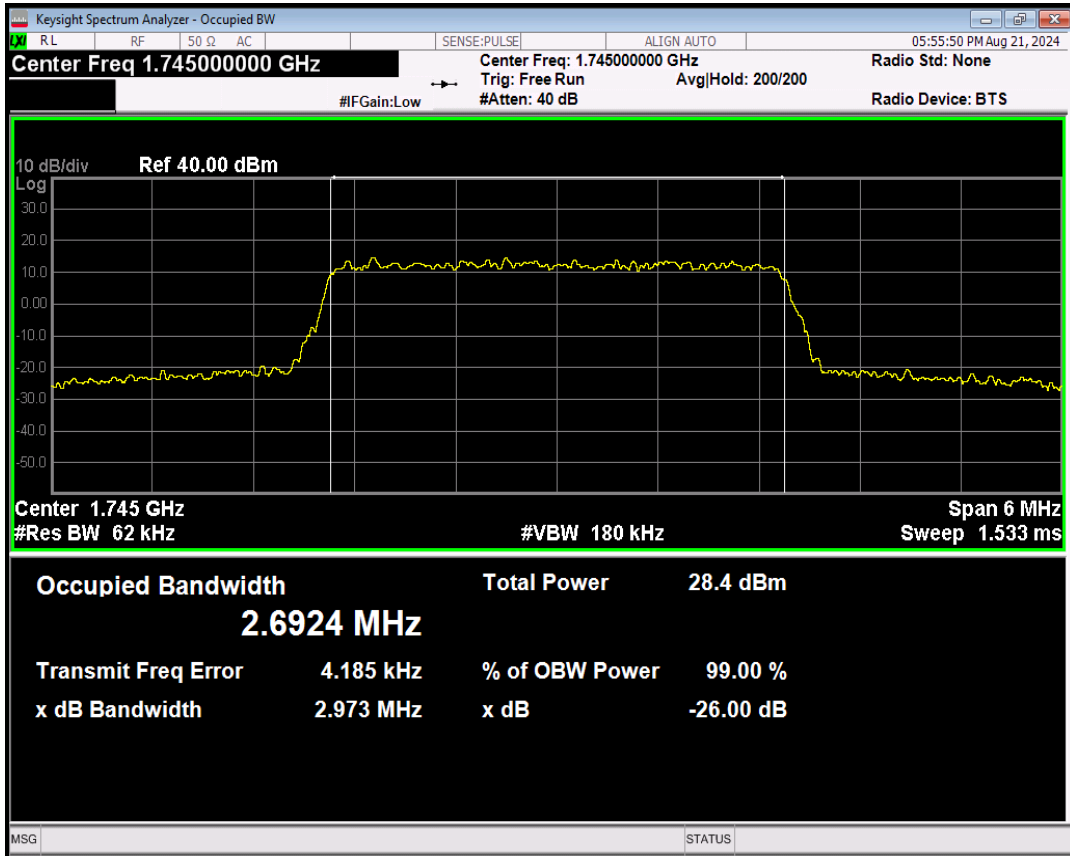 Keysight Spectrum Analyzer - Occupied BW
LXI RL RF 50 Ω AC SENSE:PULSE ALIGN AUTO 05:55:50 PM Aug 21, 2024
Center Freq 1.745000000 GHz Center Freq: 1.745000000 GHz Radio Std: None
Trig: Free Run Avg|Hold: 200/200
#IFGain:Low #Atten: 40 dB Radio Device: BTS
10 dB/div Ref 40.00 dBm
Log
30.0
20.0
10.0
0.00
-10.0
-20.0
-30.0
-40.0
-50.0
Center 1.745 GHz Span 6 MHz
#Res BW 62 kHz #VBW 180 kHz Sweep 1.533 ms
Occupied Bandwidth Total Power 28.4 dBm
2.6924 MHz
Transmit Freq Error 4.185 kHz % of OBW Power 99.00 %
x dB Bandwidth 2.973 MHz x dB -26.00 dB
MSG STATUS